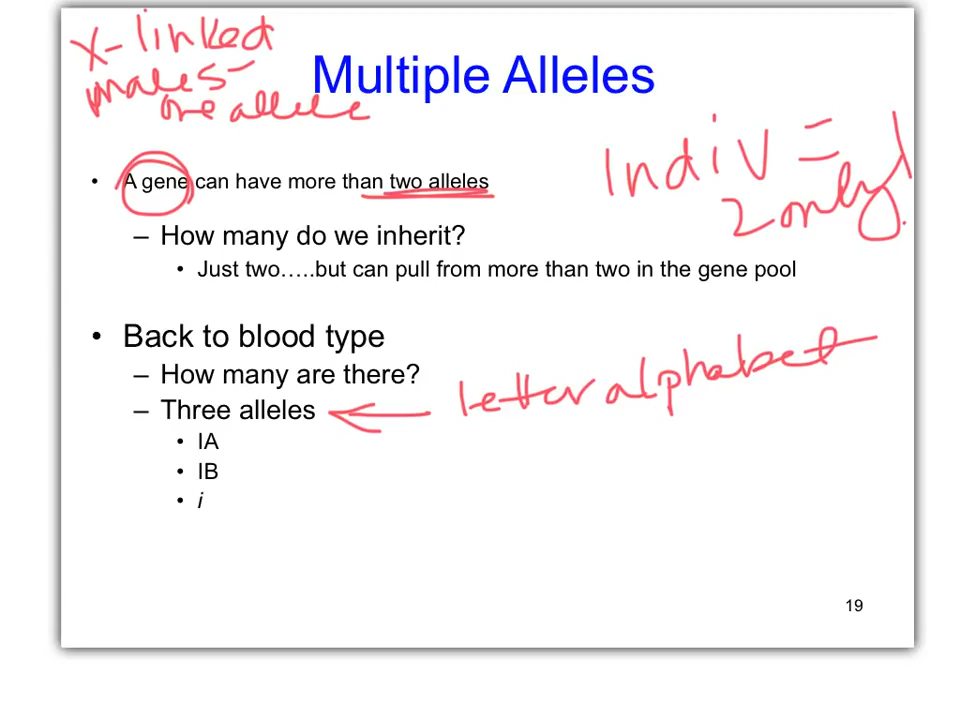 X-linked
males-
one allele
Multiple Alleles
• A gene can have more than two alleles
Indiv =
2 only!
– How many do we inherit?
• Just two…..but can pull from more than two in the gene pool
• Back to blood type
– How many are there?
– Three alleles ← letter alphabet
• IA
• IB
• i
19